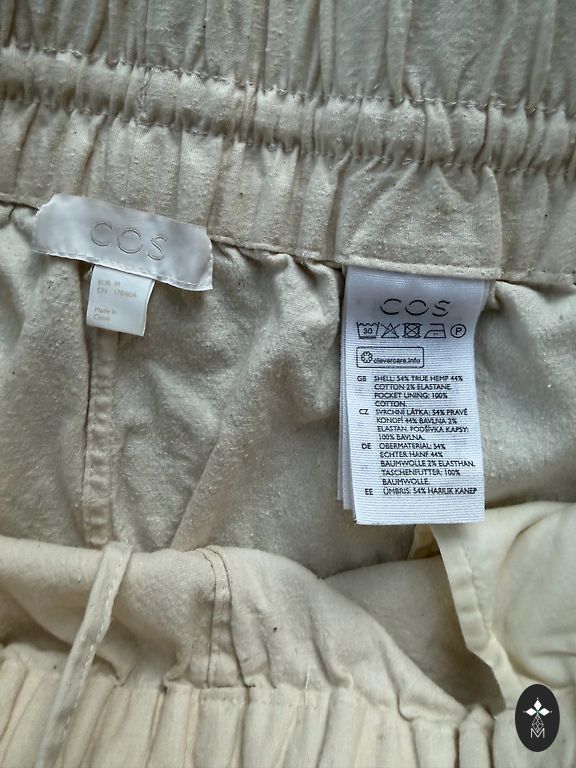 COS
EUR M
CN 170/80A
Made in
China
COS
30
P
clevercare.info
GB SHELL: 54% TRUE HEMP 44%
COTTON 2% ELASTANE.
POCKET LINING: 100%
COTTON.
CZ SVRCHNI LÁTKA: 54% PRAVÉ
KONOPÍ 44% BAVLNA 2%
ELASTAN. PODŠÍVKA KAPSY:
100% BAVLNA.
DE OBERMATERIAL: 54%
ECHTER HANF 44%
BAUMWOLLE 2% ELASTHAN.
TASCHENFUTTER: 100%
BAUMWOLLE.
EE ÜMBRIS: 54% HARILIK KANEP
M